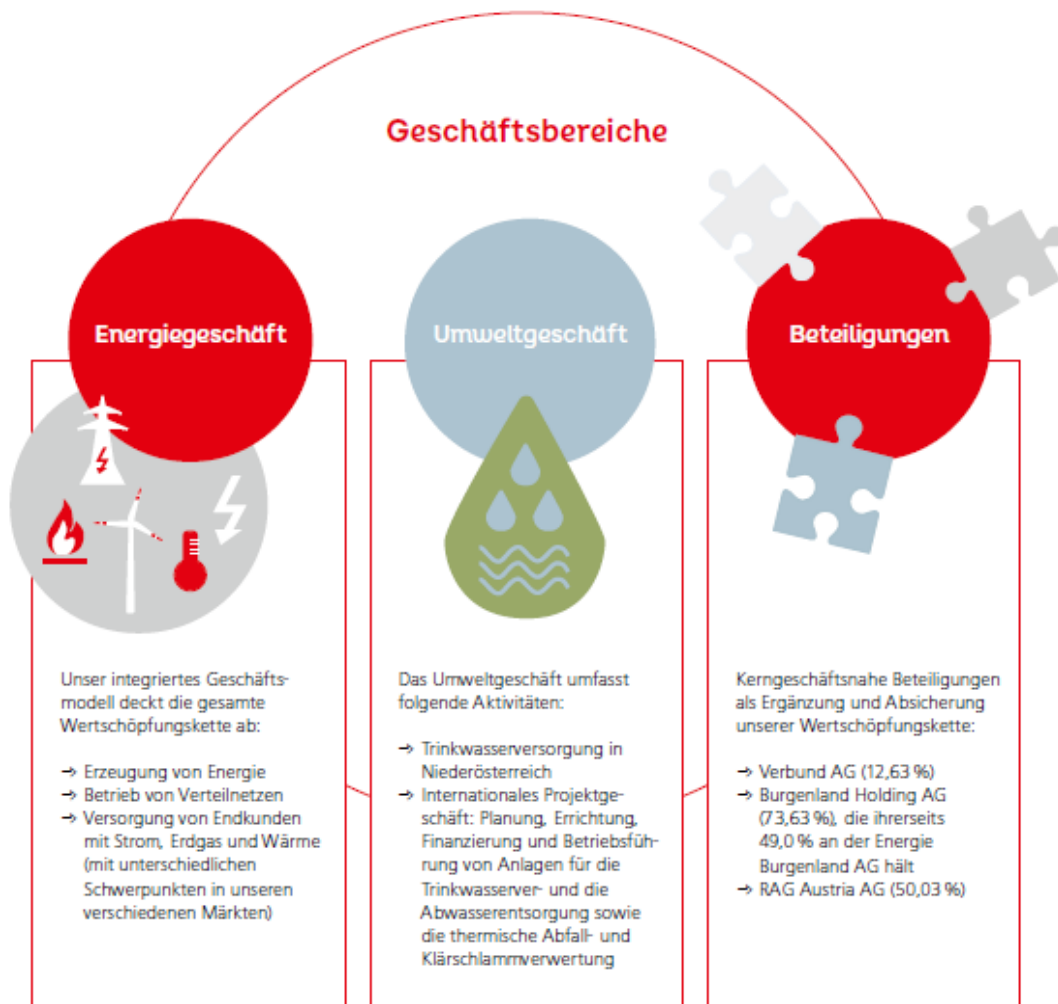 Geschäftsbereiche
Energiegeschäft
Umweltgeschäft
Beteiligungen
Unser integriertes Geschäfts-
modell deckt die gesamte
Wertschöpfungskette ab:
→ Erzeugung von Energie
→ Betrieb von Verteilnetzen
→ Versorgung von Endkunden
mit Strom, Erdgas und Wärme
(mit unterschiedlichen
Schwerpunkten in unseren
verschiedenen Märkten)
Das Umweltgeschäft umfasst
folgende Aktivitäten:
→ Trinkwasserversorgung in
Niederösterreich
→ Internationales Projektge-
schäft: Planung, Errichtung,
Finanzierung und Betriebsfüh-
rung von Anlagen für die
Trinkwasserver- und die
Abwasserentsorgung sowie
die thermische Abfall- und
Klärschlammverwertung
Kerngeschäftsnahe Beteiligungen
als Ergänzung und Absicherung
unserer Wertschöpfungskette:
→ Verbund AG (12,63 %)
→ Burgenland Holding AG
(73,63 %), die ihrerseits
49,0 % an der Energie
Burgenland AG hält
→ RAG Austria AG (50,03 %)